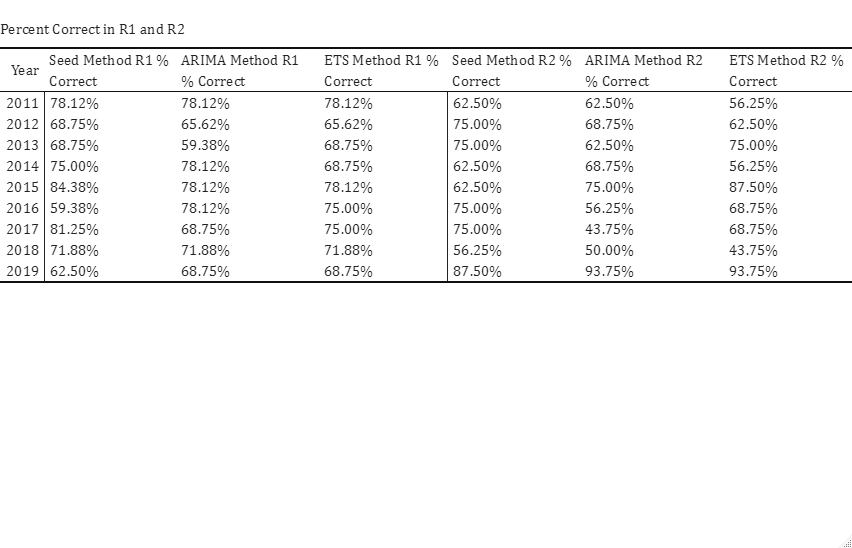 Percent Correct in R1 and R2
Year Seed Method R1 % Correct ARIMA Method R1 % Correct ETS Method R1 % Correct Seed Method R2 % Correct ARIMA Method R2 % Correct ETS Method R2 % Correct
2011 78.12% 78.12% 78.12% 62.50% 62.50% 56.25%
2012 68.75% 65.62% 65.62% 75.00% 68.75% 62.50%
2013 68.75% 59.38% 68.75% 75.00% 62.50% 75.00%
2014 75.00% 78.12% 68.75% 62.50% 68.75% 56.25%
2015 84.38% 78.12% 78.12% 62.50% 75.00% 87.50%
2016 59.38% 78.12% 75.00% 75.00% 56.25% 68.75%
2017 81.25% 68.75% 75.00% 75.00% 43.75% 68.75%
2018 71.88% 71.88% 71.88% 56.25% 50.00% 43.75%
2019 62.50% 68.75% 68.75% 87.50% 93.75% 93.75%